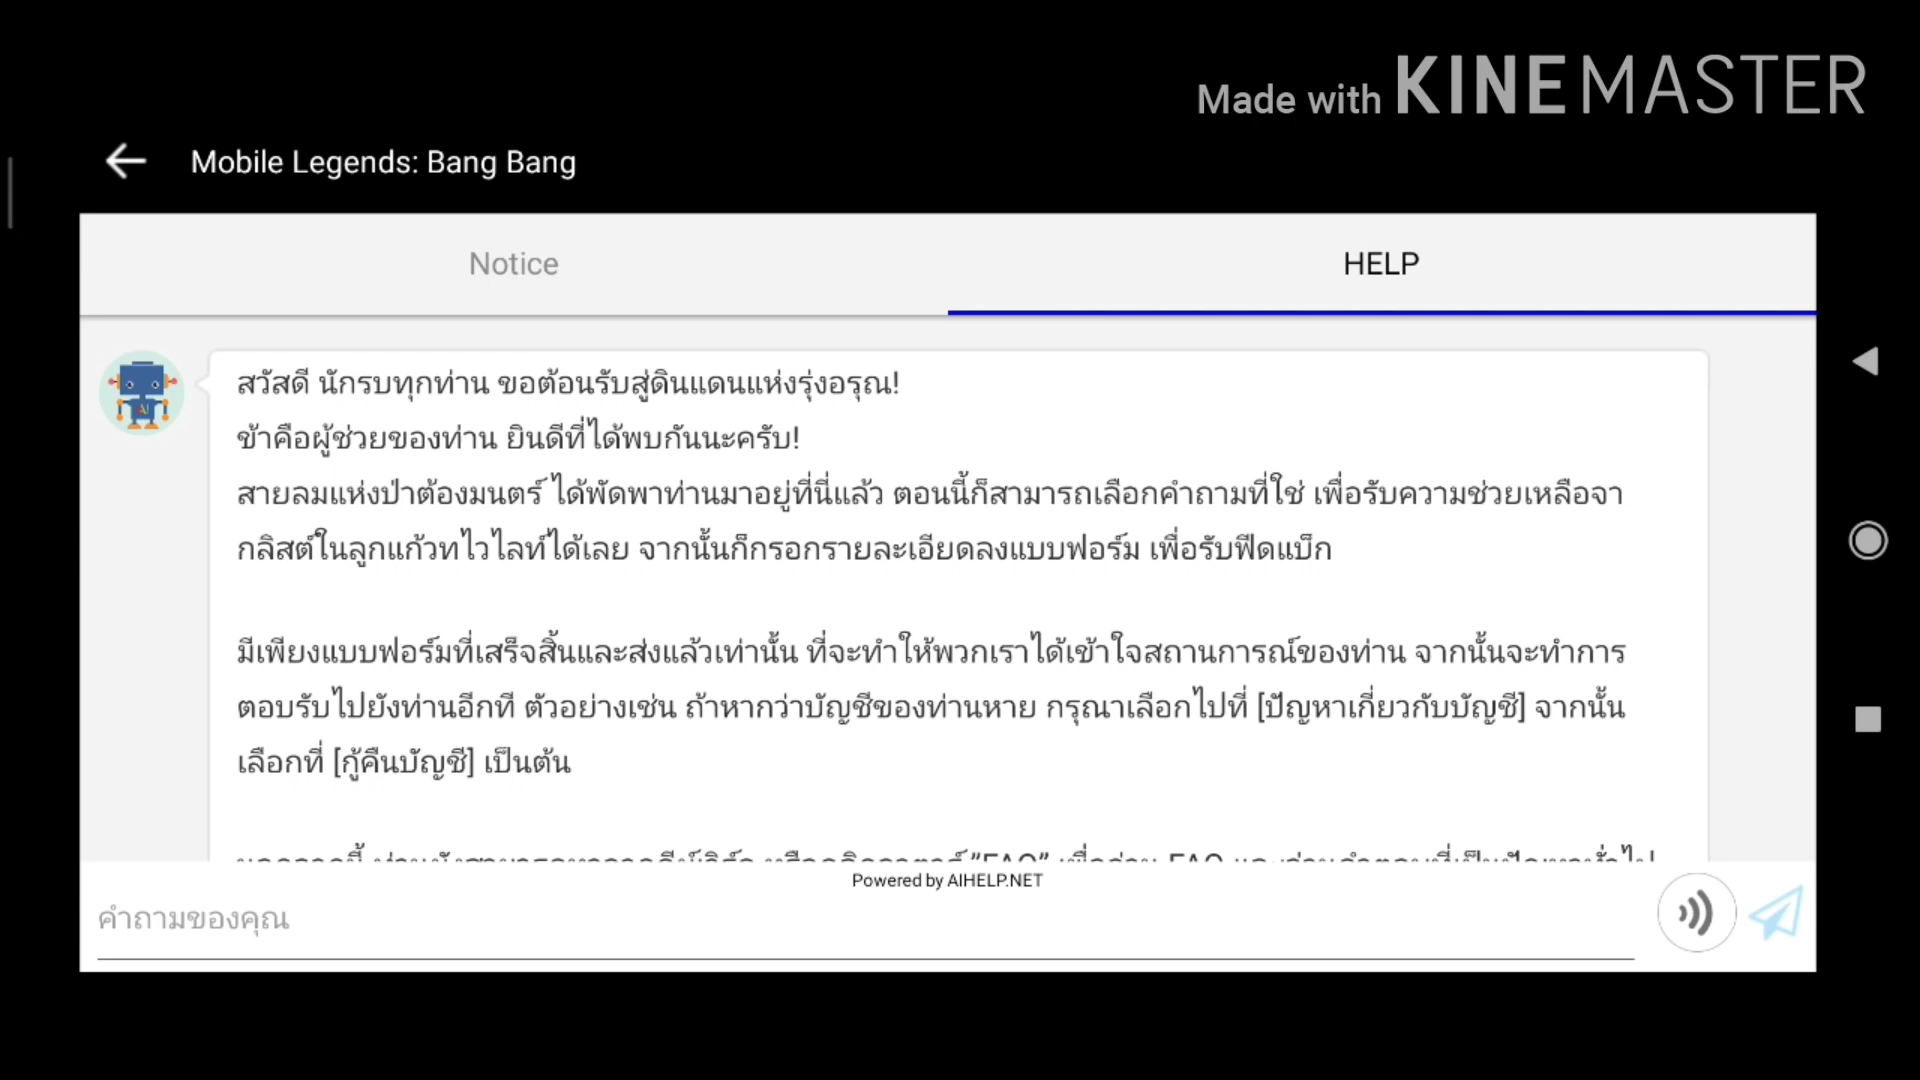 Made with KINEMASTER
Mobile Legends: Bang Bang
Notice
HELP
สวัสดี นักรบทุกท่าน ขอต้อนรับสู่ดินแดนแห่งรุ่งอรุณ!
ข้าคือผู้ช่วยของท่าน ยินดีที่ได้พบกันนะครับ!
สายลมแห่งป่าต้องมนตร์ ได้พัดพาท่านมาอยู่ที่นี่แล้ว ตอนนี้ก็สามารถเลือกคำถามที่ใช่ เพื่อรับความช่วยเหลือจา
กลิสต์ในลูกแก้วทไวไลท์ได้เลย จากนั้นก็กรอกรายละเอียดลงแบบฟอร์ม เพื่อรับฟีดแบ็ก
มีเพียงแบบฟอร์มที่เสร็จสิ้นและส่งแล้วเท่านั้น ที่จะทำให้พวกเราได้เข้าใจสถานการณ์ของท่าน จากนั้นจะทำการ
ตอบรับไปยังท่านอีกที ตัวอย่างเช่น ถ้าหากว่าบัญชีของท่านหาย กรุณาเลือกไปที่ [ปัญหาเกี่ยวกับบัญชี] จากนั้น
เลือกที่ [กู้คืนบัญชี] เป็นต้น
Powered by AIHELP.NET
คำถามของคุณ